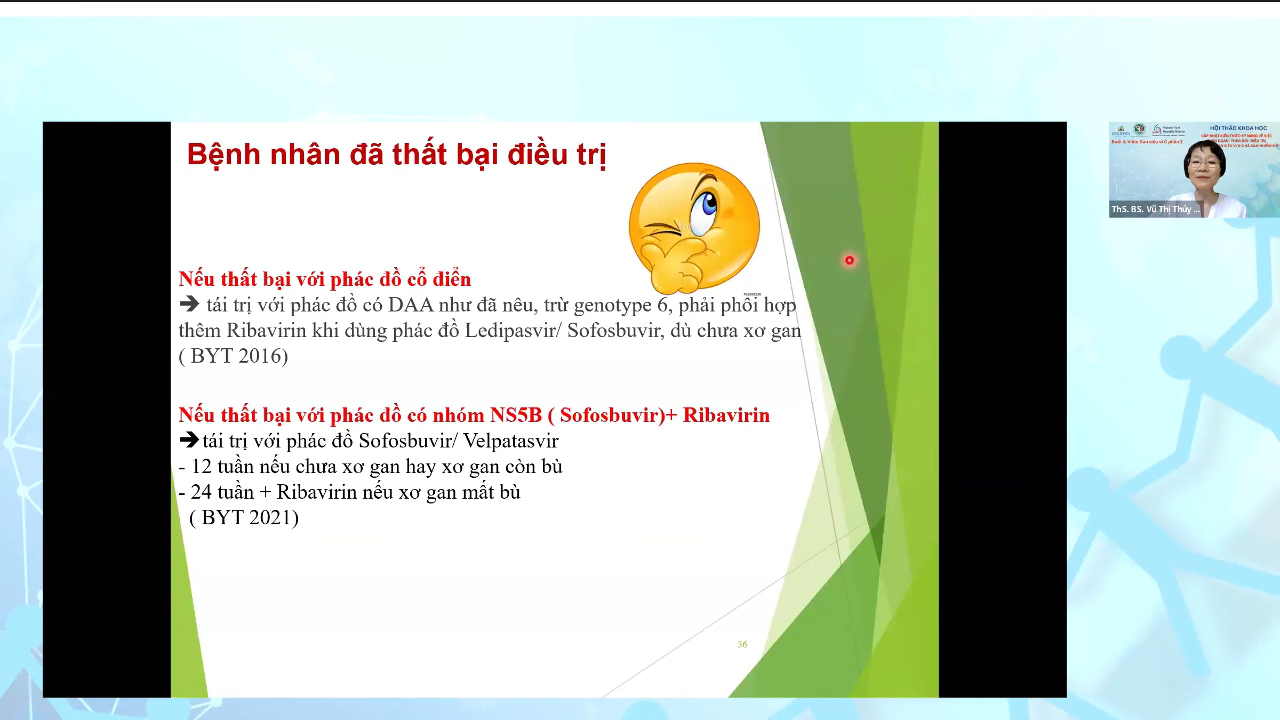 Bệnh nhân đã thất bại điều trị
Nếu thất bại với phác đồ cổ điển
➔ tái trị với phác đồ có DAA như đã nêu, trừ genotype 6, phải phối hợp
thêm Ribavirin khi dùng phác đồ Ledipasvir/ Sofosbuvir, dù chưa xơ gan
( BYT 2016)
Nếu thất bại với phác đồ có nhóm NS5B ( Sofosbuvir)+ Ribavirin
➔tái trị với phác đồ Sofosbuvir/ Velpatasvir
- 12 tuần nếu chưa xơ gan hay xơ gan còn bù
- 24 tuần + Ribavirin nếu xơ gan mất bù
( BYT 2021)
36
HỘI THẢO KHOA HỌC
ThS. BS. Vũ Thị Thúy ...